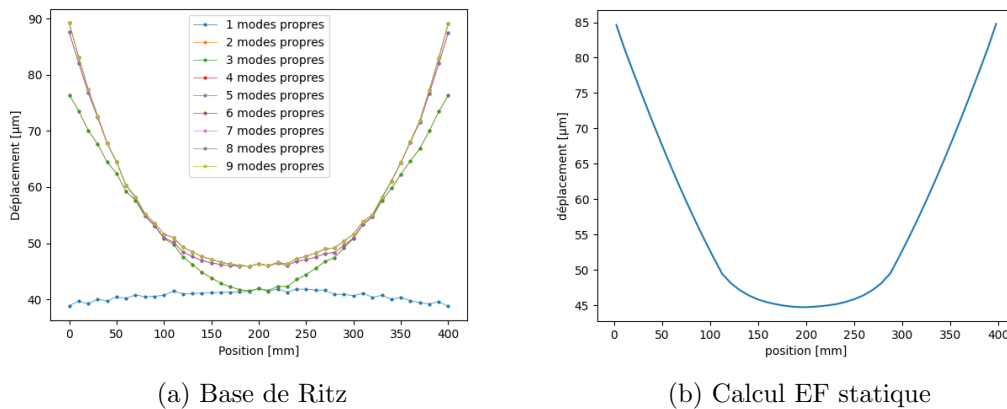 90
80
70
60
50
40
Déplacement [µm]
1 modes propres
2 modes propres
3 modes propres
4 modes propres
5 modes propres
6 modes propres
7 modes propres
8 modes propres
9 modes propres
0 50 100 150 200 250 300 350 400
Position [mm]
(a) Base de Ritz
85
80
75
70
65
60
55
50
45
déplacement [µm]
0 50 100 150 200 250 300 350 400
position [mm]
(b) Calcul EF statique